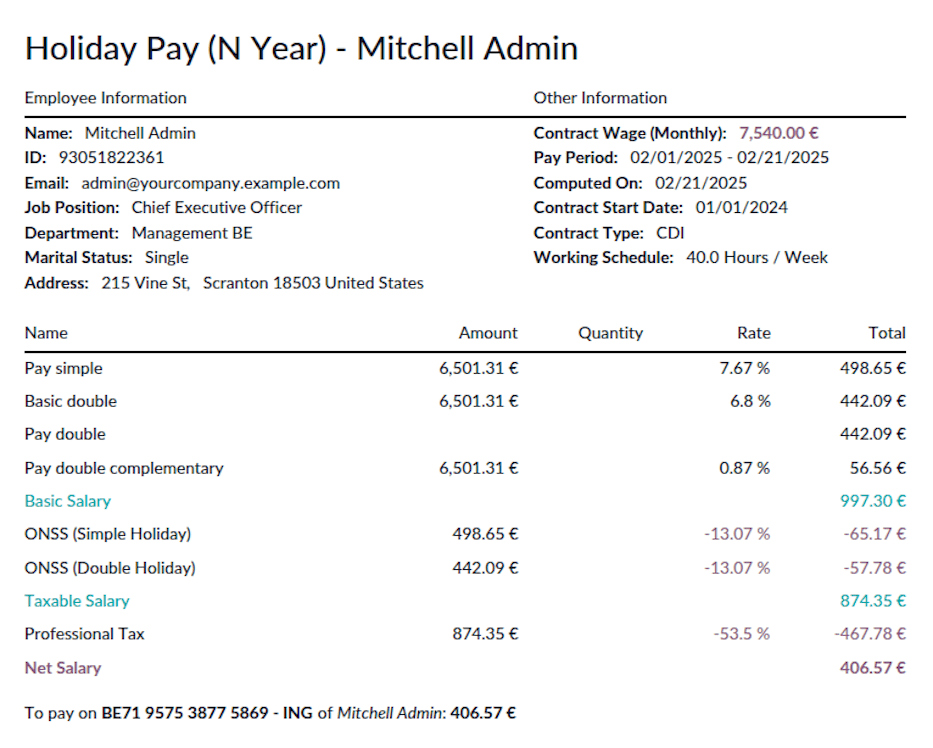 Holiday Pay (N Year) - Mitchell Admin
Employee Information Other Information
Name: Mitchell Admin Contract Wage (Monthly): 7,540.00 €
ID: 93051822361 Pay Period: 02/01/2025 - 02/21/2025
Email: admin@yourcompany.example.com Computed On: 02/21/2025
Job Position: Chief Executive Officer Contract Start Date: 01/01/2024
Department: Management BE Contract Type: CDI
Marital Status: Single Working Schedule: 40.0 Hours / Week
Address: 215 Vine St, Scranton 18503 United States
Name Amount Quantity Rate Total
Pay simple 6,501.31 € 7.67 % 498.65 €
Basic double 6,501.31 € 6.8 % 442.09 €
Pay double 442.09 €
Pay double complementary 6,501.31 € 0.87 % 56.56 €
Basic Salary 997.30 €
ONSS (Simple Holiday) 498.65 € -13.07 % -65.17 €
ONSS (Double Holiday) 442.09 € -13.07 % -57.78 €
Taxable Salary 874.35 €
Professional Tax 874.35 € -53.5 % -467.78 €
Net Salary 406.57 €
To pay on BE71 9575 3877 5869 - ING of Mitchell Admin: 406.57 €